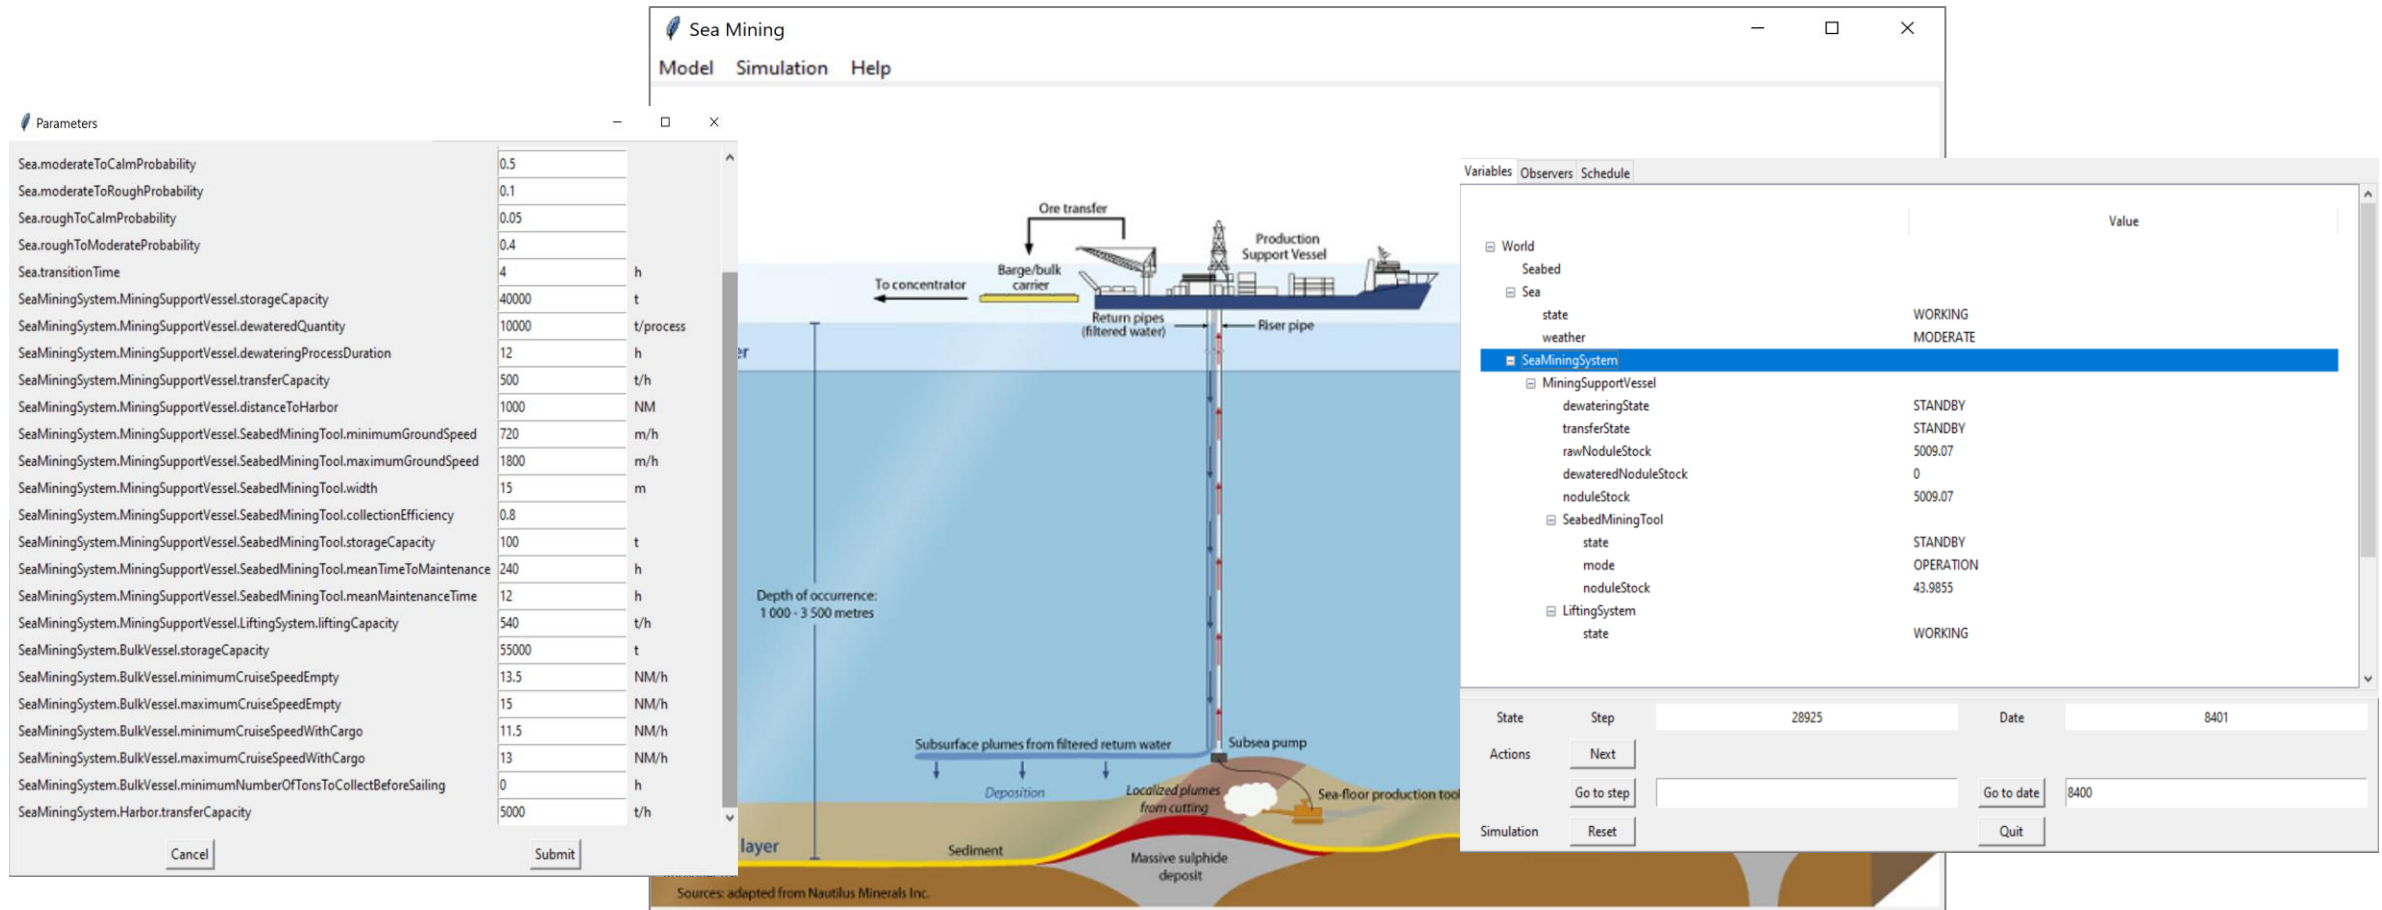 Sea Mining
Model Simulation Help
Parameters
Sea.moderateToCalmProbability 0.5
Sea.moderateToRoughProbability 0.1
Sea.roughToCalmProbability 0.05
Sea.roughToModerateProbability 0.4
Sea.transitionTime 4 h
SeaMiningSystem.MiningSupportVessel.storageCapacity 40000 t
SeaMiningSystem.MiningSupportVessel.dewateredQuantity 10000 t/process
SeaMiningSystem.MiningSupportVessel.dewateringProcessDuration 12 h
SeaMiningSystem.MiningSupportVessel.transferCapacity 500 t/h
SeaMiningSystem.MiningSupportVessel.distanceToHarbor 1000 NM
SeaMiningSystem.MiningSupportVessel.SeabedMiningTool.minimumGroundSpeed 720 m/h
SeaMiningSystem.MiningSupportVessel.SeabedMiningTool.maximumGroundSpeed 1800 m/h
SeaMiningSystem.MiningSupportVessel.SeabedMiningTool.width 15 m
SeaMiningSystem.MiningSupportVessel.SeabedMiningTool.collectionEfficiency 0.8
SeaMiningSystem.MiningSupportVessel.SeabedMiningTool.storageCapacity 100 t
SeaMiningSystem.MiningSupportVessel.SeabedMiningTool.meanTimeToMaintenance 240 h
SeaMiningSystem.MiningSupportVessel.SeabedMiningTool.meanMaintenanceTime 12 h
SeaMiningSystem.MiningSupportVessel.LiftingSystem.liftingCapacity 540 t/h
SeaMiningSystem.BulkVessel.storageCapacity 55000 t
SeaMiningSystem.BulkVessel.minimumCruiseSpeedEmpty 13.5 NM/h
SeaMiningSystem.BulkVessel.maximumCruiseSpeedEmpty 15 NM/h
SeaMiningSystem.BulkVessel.minimumCruiseSpeedWithCargo 11.5 NM/h
SeaMiningSystem.BulkVessel.maximumCruiseSpeedWithCargo 13 NM/h
SeaMiningSystem.BulkVessel.minimumNumberOfTonsToCollectBeforeSailing 0 h
SeaMiningSystem.Harbor.transferCapacity 5000 t/h
Cancel Submit
Ore transfer
Production
Support Vessel
Barge/bulk
carrier
To concentrator
Return pipes
(filtered water)
Riser pipe
er
Depth of occurrence:
1 000 - 3 500 metres
Subsurface plumes from filtered return water
Subsea pump
Deposition
Localized plumes
from cutting
Sea-floor production tool
layer
Sediment
Massive sulphide
deposit
Sources: adapted from Nautilus Minerals Inc.
Variables Observers Schedule
Value
World
Seabed
Sea
state WORKING
weather MODERATE
SeaMiningSystem
MiningSupportVessel
dewateringState STANDBY
transferState STANDBY
rawNoduleStock 5009.07
dewateredNoduleStock 0
noduleStock 5009.07
SeabedMiningTool
state STANDBY
mode OPERATION
noduleStock 43.9855
LiftingSystem
state WORKING
State Step 28925 Date 8401
Actions Next
Go to step Go to date 8400
Simulation Reset Quit